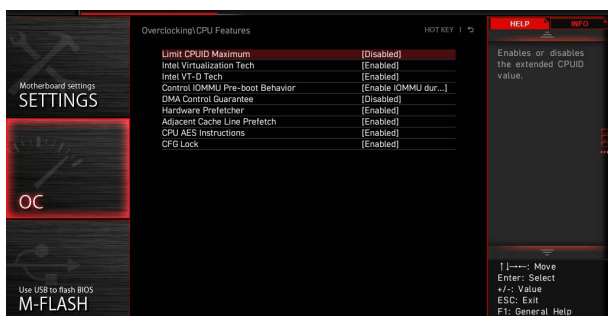 Overclocking\CPU Features
HOT KEY |
HELP
INFO
Limit CPUID Maximum [Disabled]
Intel Virtualization Tech [Enabled]
Intel VT-D Tech [Enabled]
Control IOMMU Pre-boot Behavior [Enable IOMMU dur...]
DMA Control Guarantee [Disabled]
Hardware Prefetcher [Enabled]
Adjacent Cache Line Prefetch [Enabled]
CPU AES Instructions [Enabled]
CFG Lock [Enabled]
Motherboard settings
SETTINGS
OC
Use USB to flash BIOS
M-FLASH
Enables or disables
the extended CPUID
value.
↑↓→←: Move
Enter: Select
+/-: Value
ESC: Exit
F1: General Help